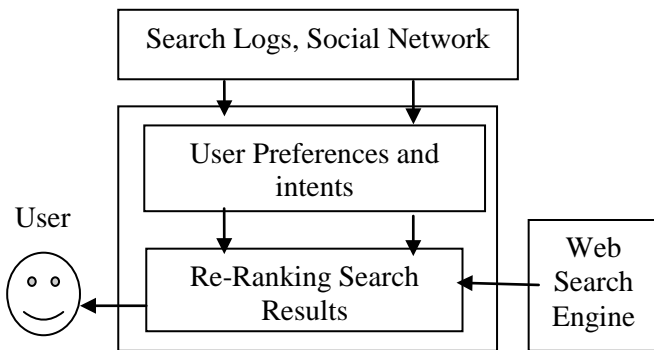 Search Logs, Social Network
User Preferences and
intents
User
Re-Ranking Search
Results
Web
Search
Engine